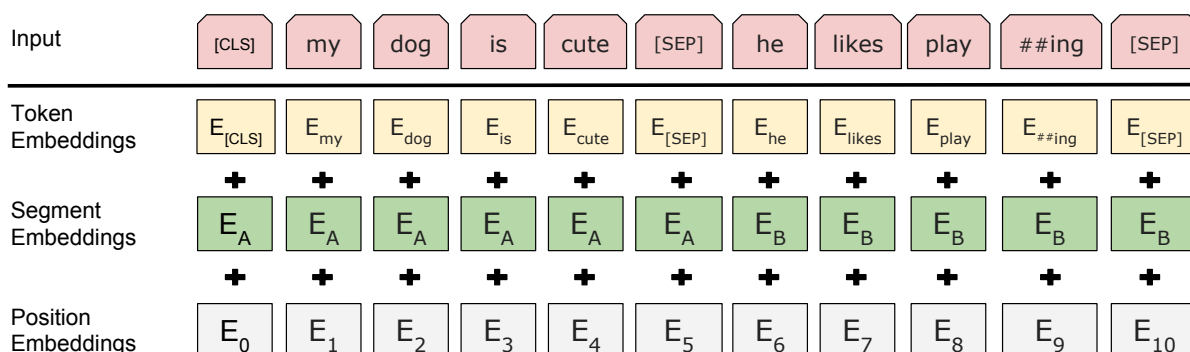 Input [CLS] my dog is cute [SEP] he likes play ##ing [SEP]
Token
Embeddings E[CLS] Emy Edog Eis Ecute E[SEP] Ehe Elikes Eplay E##ing E[SEP]
+ + + + + + + + + + +
Segment
Embeddings EA EA EA EA EA EA EB EB EB EB EB
+ + + + + + + + + + +
Position
Embeddings E0 E1 E2 E3 E4 E5 E6 E7 E8 E9 E10